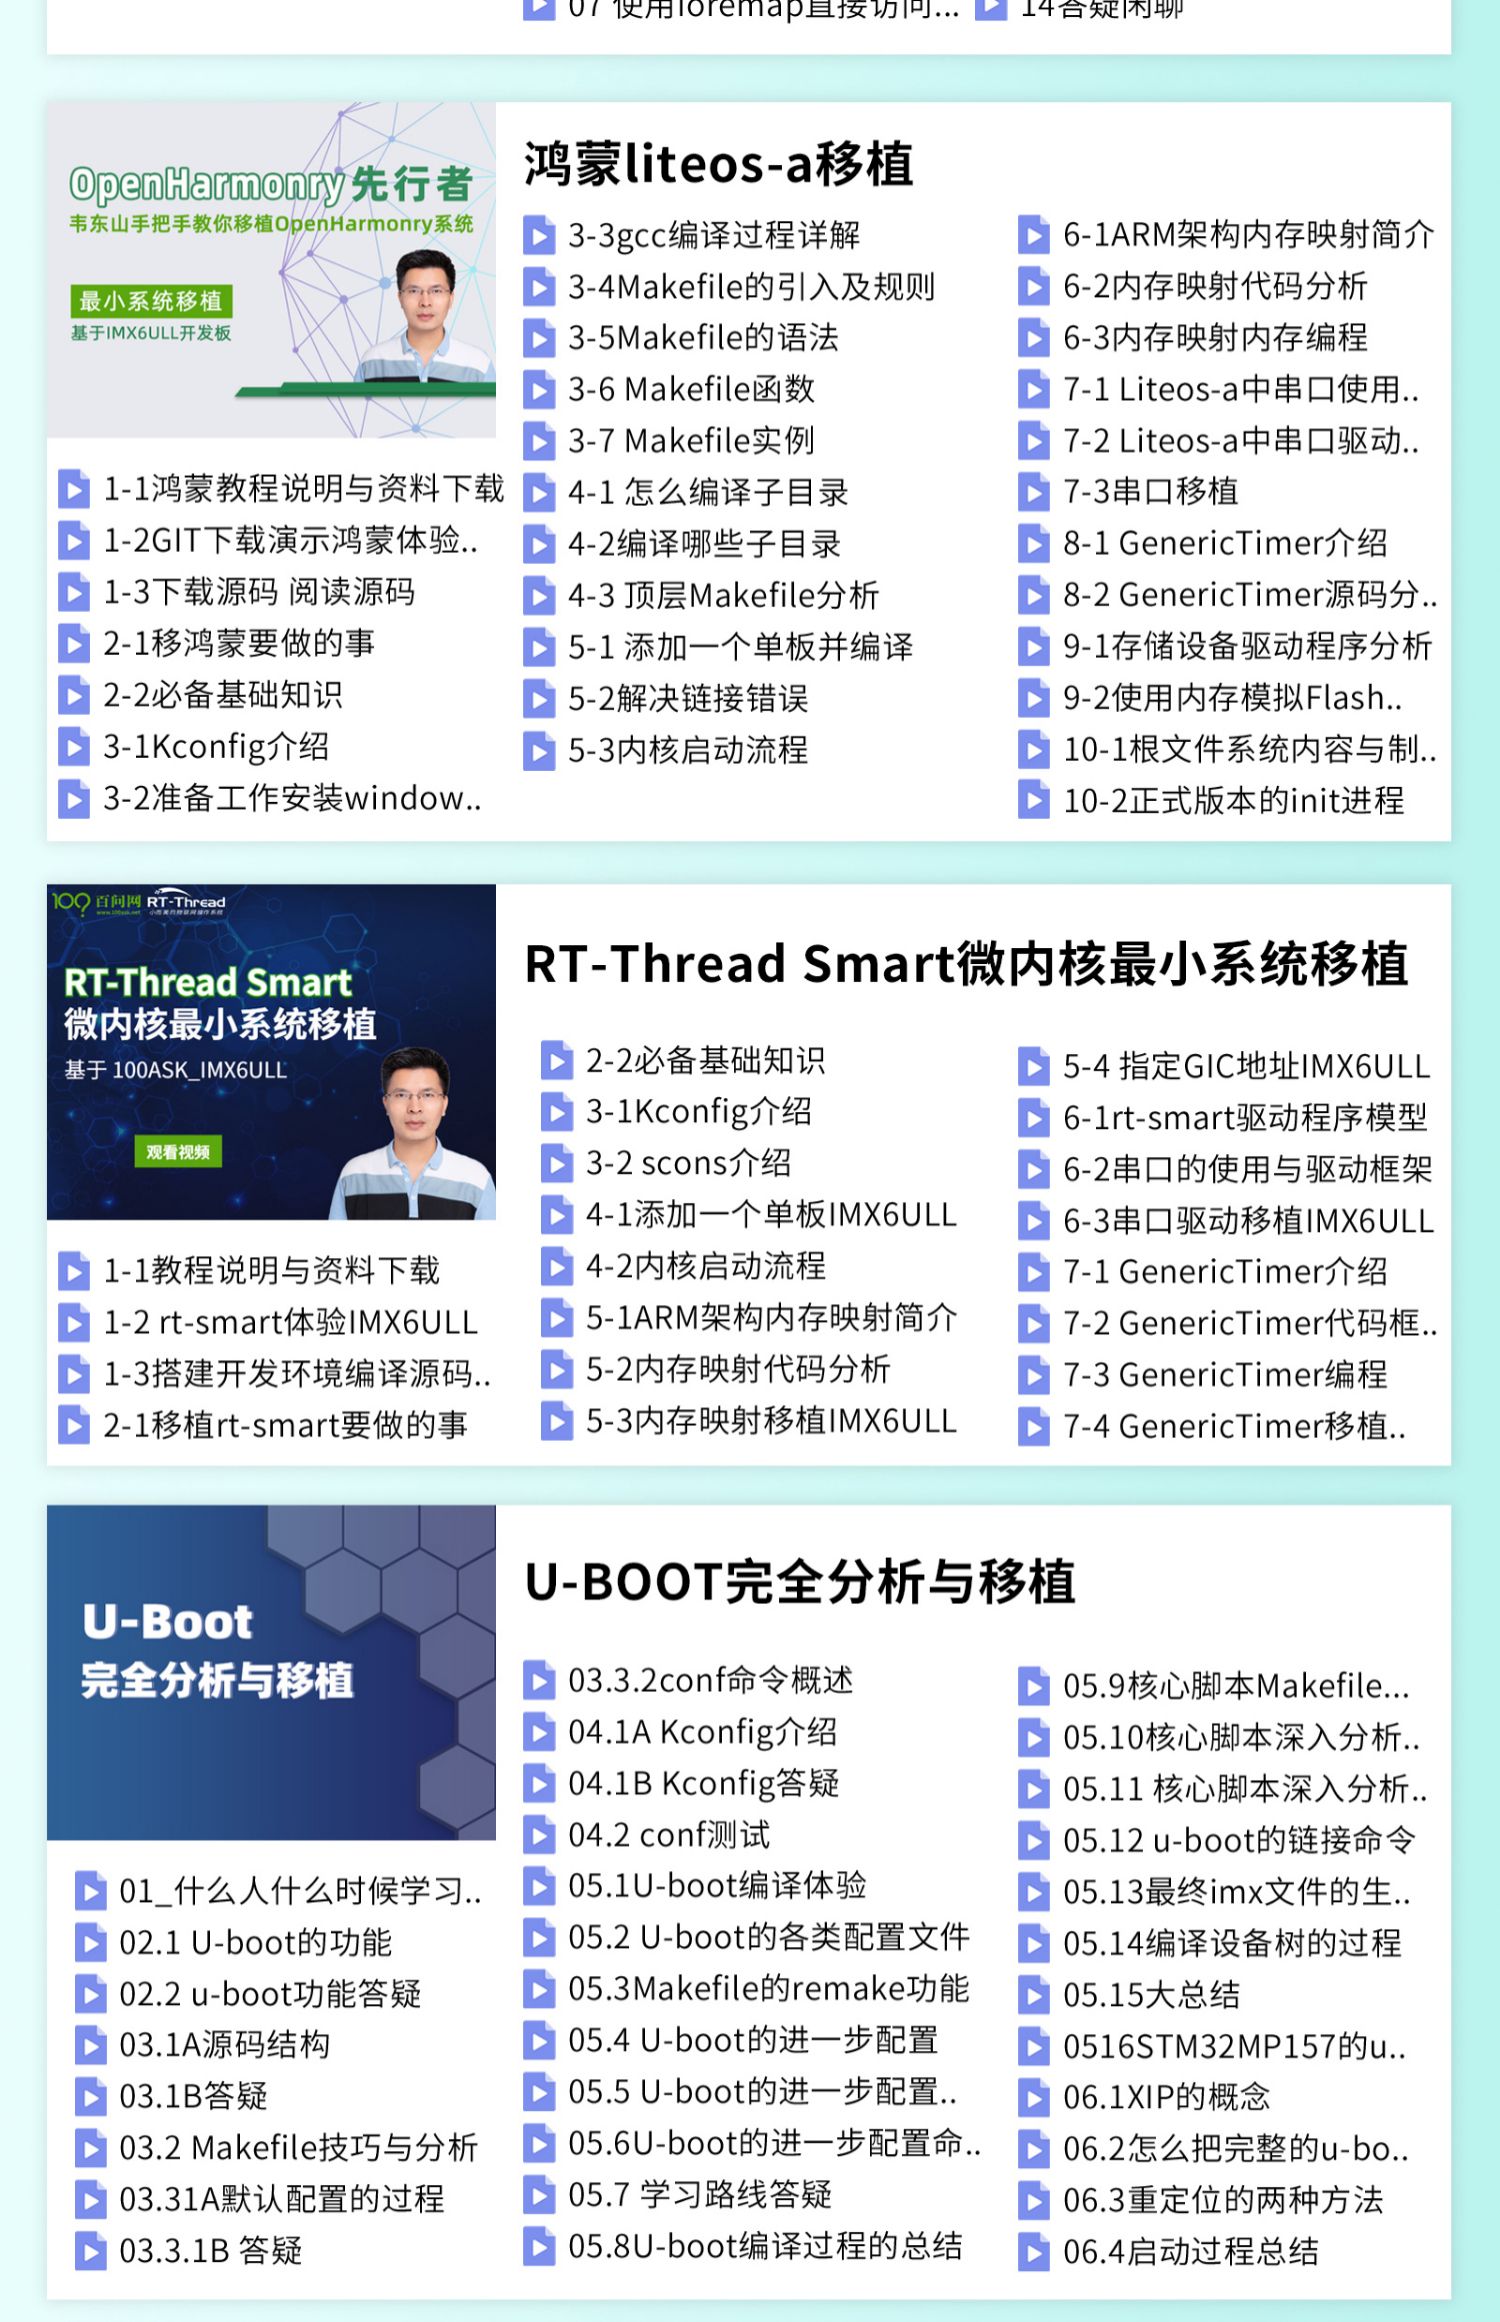 07 使用ioremap直接访问...
14答疑闲聊
OpenHarmonry先行者
韦东山手把手教你移植OpenHarmonry系统
最小系统移植
基于IMX6ULL开发板
1-1鸿蒙教程说明与资料下载
1-2GIT下载演示鸿蒙体验..
1-3下载源码 阅读源码
2-1移鸿蒙要做的事
2-2必备基础知识
3-1Kconfig介绍
3-2准备工作安装window..
鸿蒙liteos-a移植
3-3gcc编译过程详解
3-4Makefile的引入及规则
3-5Makefile的语法
3-6 Makefile函数
3-7 Makefile实例
4-1 怎么编译子目录
4-2编译哪些子目录
4-3 顶层Makefile分析
5-1 添加一个单板并编译
5-2解决链接错误
5-3内核启动流程
6-1ARM架构内存映射简介
6-2内存映射代码分析
6-3内存映射内存编程
7-1 Liteos-a中串口使用..
7-2 Liteos-a中串口驱动..
7-3串口移植
8-1 GenericTimer介绍
8-2 GenericTimer源码分..
9-1存储设备驱动程序分析
9-2使用内存模拟Flash..
10-1根文件系统内容与制..
10-2正式版本的init进程
100 百问网 RT-Thread
www.100ask.net 小而美的物联网操作系统
RT-Thread Smart
微内核最小系统移植
基于 100ASK_IMX6ULL
观看视频
1-1教程说明与资料下载
1-2 rt-smart体验IMX6ULL
1-3搭建开发环境编译源码..
2-1移植rt-smart要做的事
RT-Thread Smart微内核最小系统移植
2-2必备基础知识
3-1Kconfig介绍
3-2 scons介绍
4-1添加一个单板IMX6ULL
4-2内核启动流程
5-1ARM架构内存映射简介
5-2内存映射代码分析
5-3内存映射移植IMX6ULL
5-4 指定GIC地址IMX6ULL
6-1rt-smart驱动程序模型
6-2串口的使用与驱动框架
6-3串口驱动移植IMX6ULL
7-1 GenericTimer介绍
7-2 GenericTimer代码框..
7-3 GenericTimer编程
7-4 GenericTimer移植..
U-Boot
完全分析与移植
01_什么人什么时候学习..
02.1 U-boot的功能
02.2 u-boot功能答疑
03.1A源码结构
03.1B答疑
03.2 Makefile技巧与分析
03.31A默认配置的过程
03.3.1B 答疑
U-BOOT完全分析与移植
03.3.2conf命令概述
04.1A Kconfig介绍
04.1B Kconfig答疑
04.2 conf测试
05.1U-boot编译体验
05.2 U-boot的各类配置文件
05.3Makefile的remake功能
05.4 U-boot的进一步配置
05.5 U-boot的进一步配置..
05.6U-boot的进一步配置命..
05.7 学习路线答疑
05.8U-boot编译过程的总结
05.9核心脚本Makefile...
05.10核心脚本深入分析..
05.11 核心脚本深入分析..
05.12 u-boot的链接命令
05.13最终imx文件的生..
05.14编译设备树的过程
05.15大总结
0516STM32MP157的u..
06.1XIP的概念
06.2怎么把完整的u-bo..
06.3重定位的两种方法
06.4启动过程总结